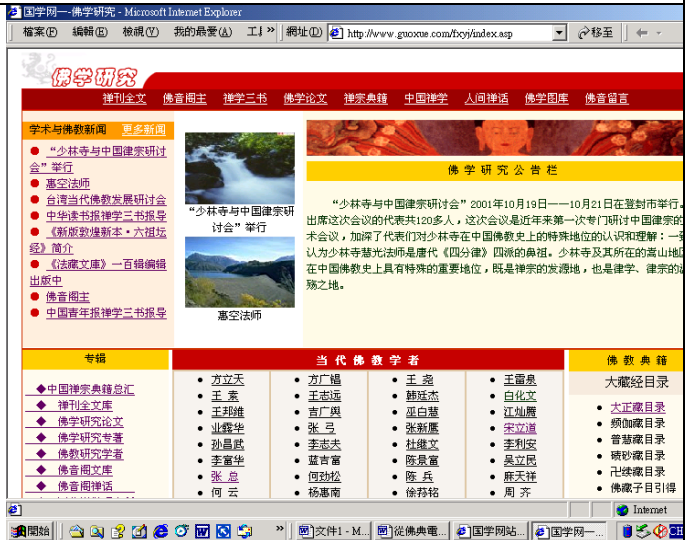 国学网---佛学研究 - Microsoft Internet Explorer
檔案(F) 編輯(E) 檢視(V) 我的最愛(A) 工具 » 網址(D) http://www.guoxue.com/fxyj/index.asp 移至
佛学研究
禅刊全文 佛音阁主 禅学三书 佛学论文 禅宗典籍 中国禅学 人间禅话 佛学图库 佛音留言
学术与佛教新闻 更多新闻
● “少林寺与中国律宗研讨
会”举行
● 惠空法师
● 台湾当代佛教发展研讨会
● 中华读书报禅学三书报导
● 《新版敦煌新本·六祖坛
经》简介
● 《法藏文库》一百辑编辑
出版中
● 佛音阁主
● 中国青年报禅学三书报导
“少林寺与中国律宗研
讨会”举行
惠空法师
佛学研究公告栏
“少林寺与中国律宗研讨会”2001年10月19日——10月21日在登封市举行。
出席这次会议的代表共120多人，这次会议是近年来第一次专门研讨中国律宗的
术会议，加深了代表们对少林寺在中国佛教史上的特殊地位的认识和理解：一致
认为少林寺慧光法师是唐代《四分律》四派的鼻祖。少林寺及其所在的嵩山地区
在中国佛教史上具有特殊的重要地位，既是禅宗的发源地，也是律学、律宗的滥
殇之地。
专辑
◆中国禅宗典籍总汇
◆ 禅刊全文库
◆ 佛学研究论文
◆ 佛学研究专著
◆ 佛教研究学者
◆ 佛音阁文库
◆ 佛音阁禅话
当代佛教学者
• 方立天 • 方广锠 • 王尧 • 王雷泉
• 王素 • 王志远 • 韩廷杰 • 白化文
• 王邦维 • 吉广舆 • 巫白慧 • 江灿腾
• 业露华 • 张弓 • 张新鹰 • 宋立道
• 孙昌武 • 李志夫 • 杜继文 • 李利安
• 李富华 • 蓝吉富 • 陈景富 • 吴立民
• 张总 • 何劲松 • 陈兵 • 麻天祥
• 何云 • 杨惠南 • 徐荪铭 • 周齐
佛教典籍
大藏经目录
• 大正藏目录
• 频伽藏目录
• 普慧藏目录
• 碛砂藏目录
• 卍续藏目录
• 佛藏子目引得
Internet
開始 » 文件1 - M... 從佛典電... 国学网站... 国学网—... CH